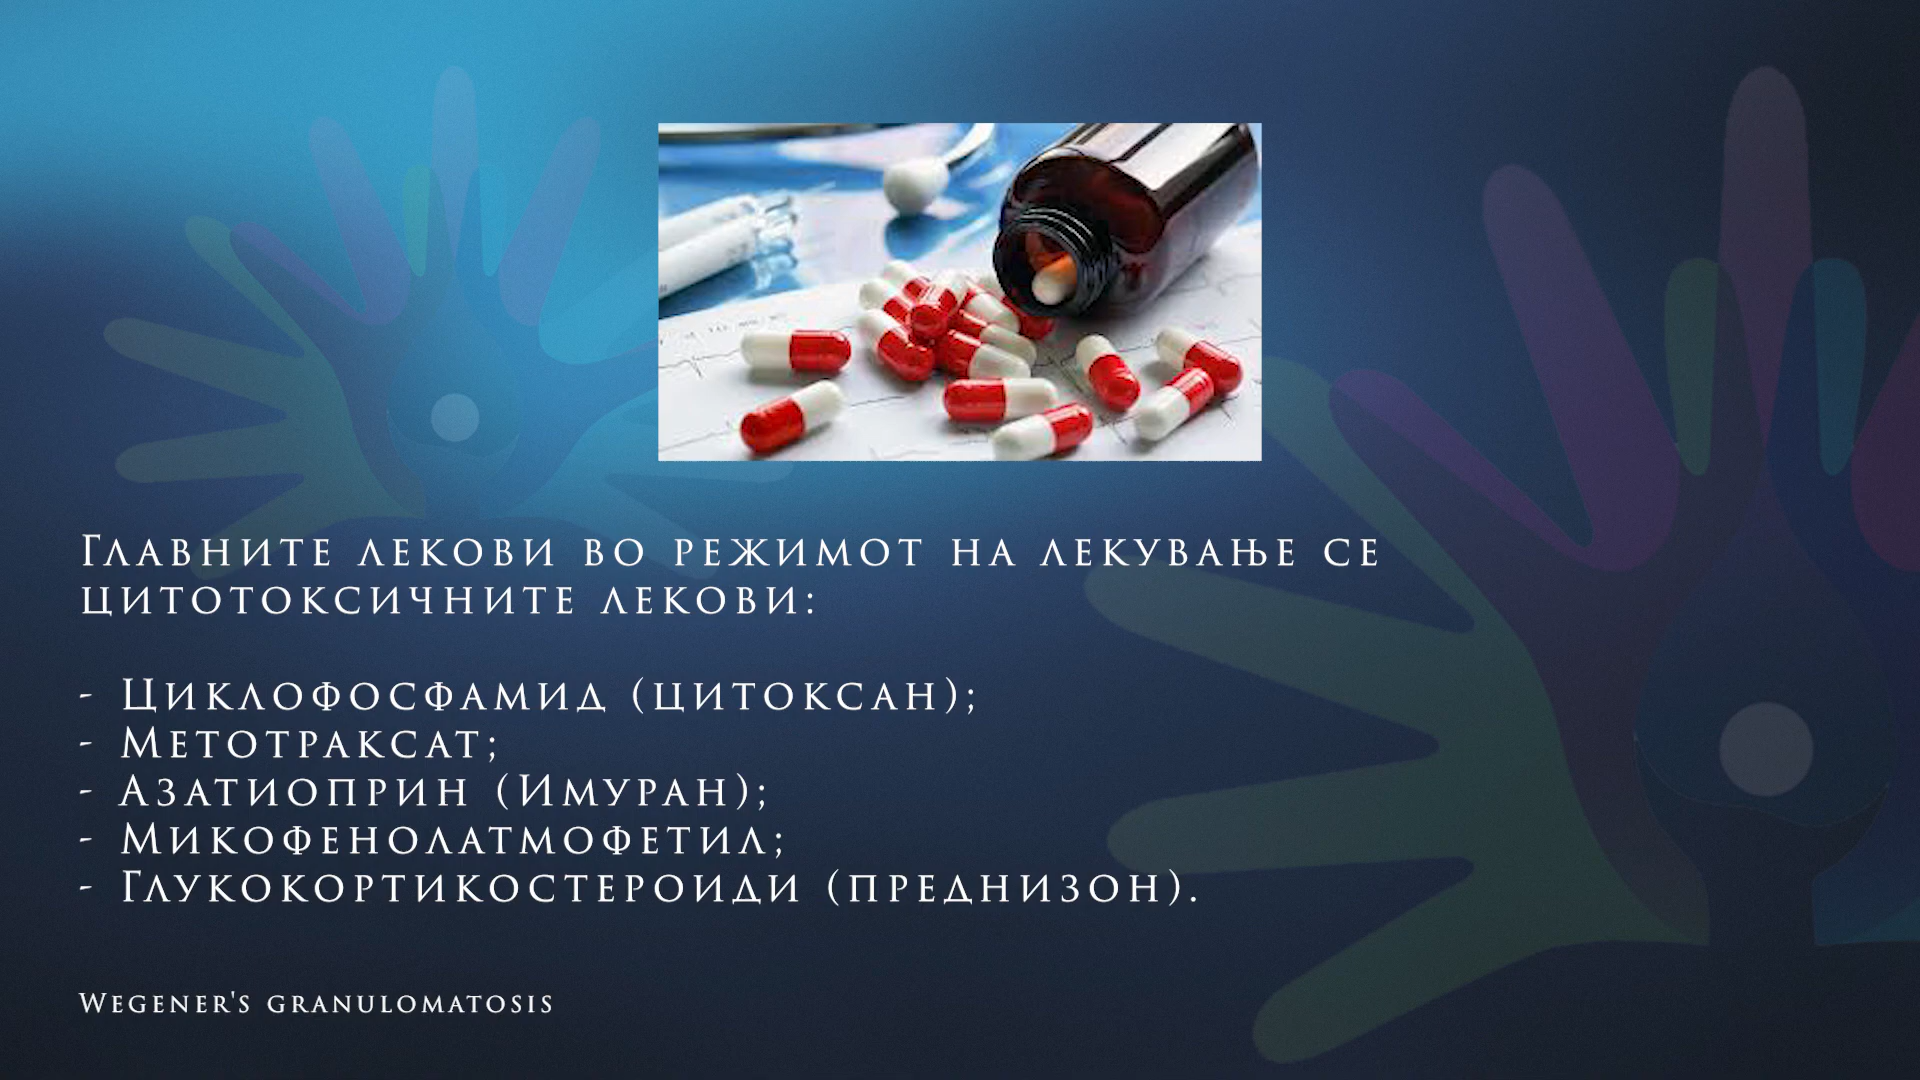 Главните лекови во режимот на лекување се
цитотоксичните лекови:
- Циклофосфамид (цитоксан);
- Метотраксат;
- Азатиоприн (Имуран);
- Микофенолатмофетил;
- Глукокортикостероиди (преднизон).
Wegener's granulomatosis